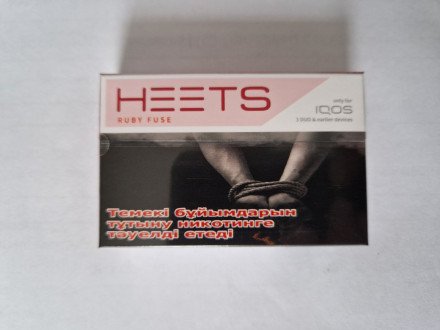 HEETS
RUBY FUSE
only for
IQOS
3 DUO & earlier devices
Темекі бұйымдарын
тұтыну никотинге
тәуелді етеді